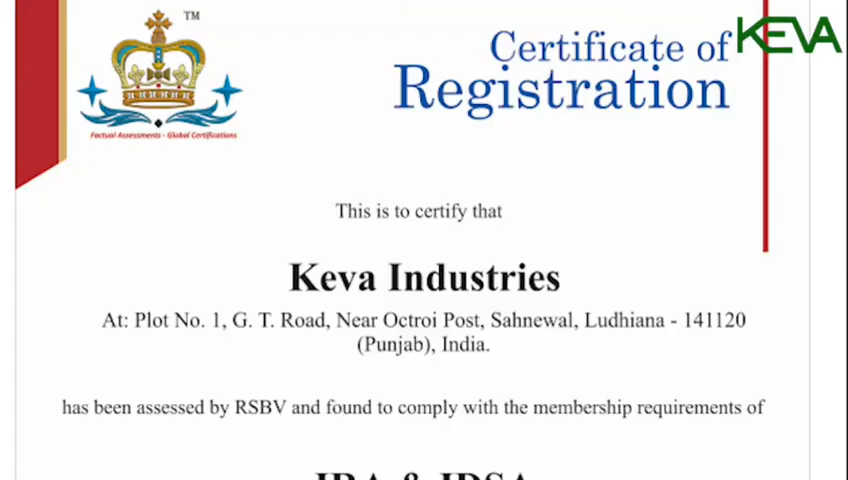 TM
KEVA
Certificate of
Registration
Factual Assessments - Global Certifications
This is to certify that
Keva Industries
At: Plot No. 1, G. T. Road, Near Octroi Post, Sahnewal, Ludhiana - 141120
(Punjab), India.
has been assessed by RSBV and found to comply with the membership requirements of